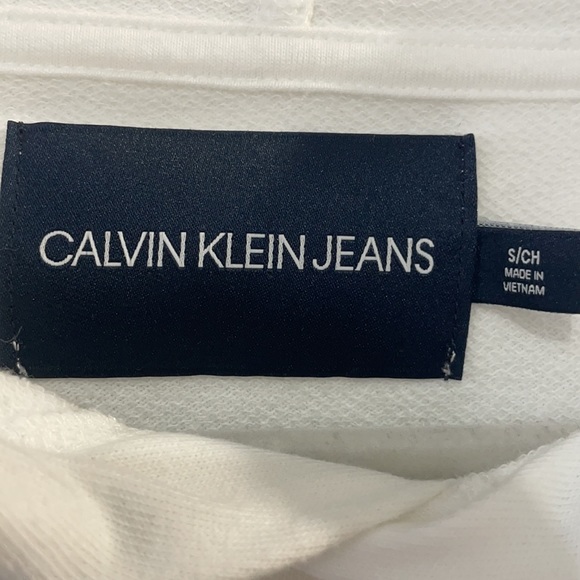 CALVIN KLEIN JEANS
S/CH
MADE IN
VIETNAM